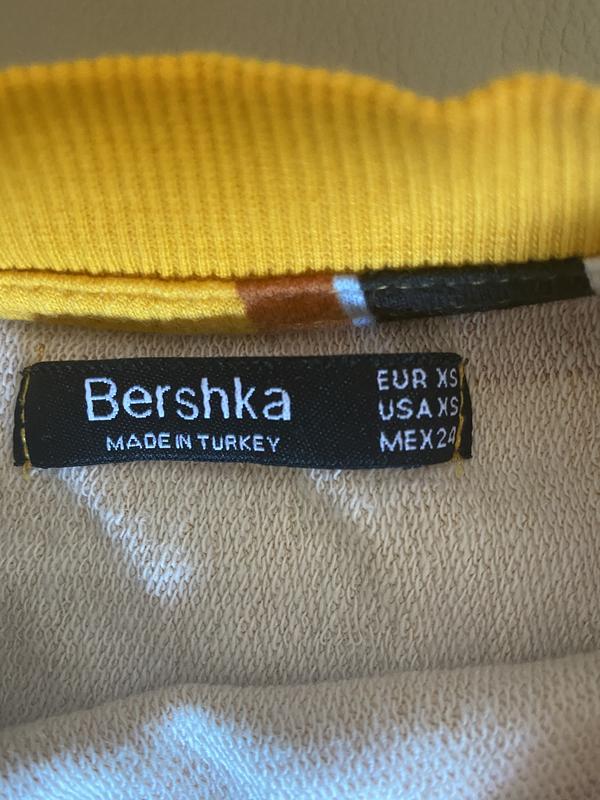 Bershka
MADE IN TURKEY
EUR XS
USA XS
MEX 24